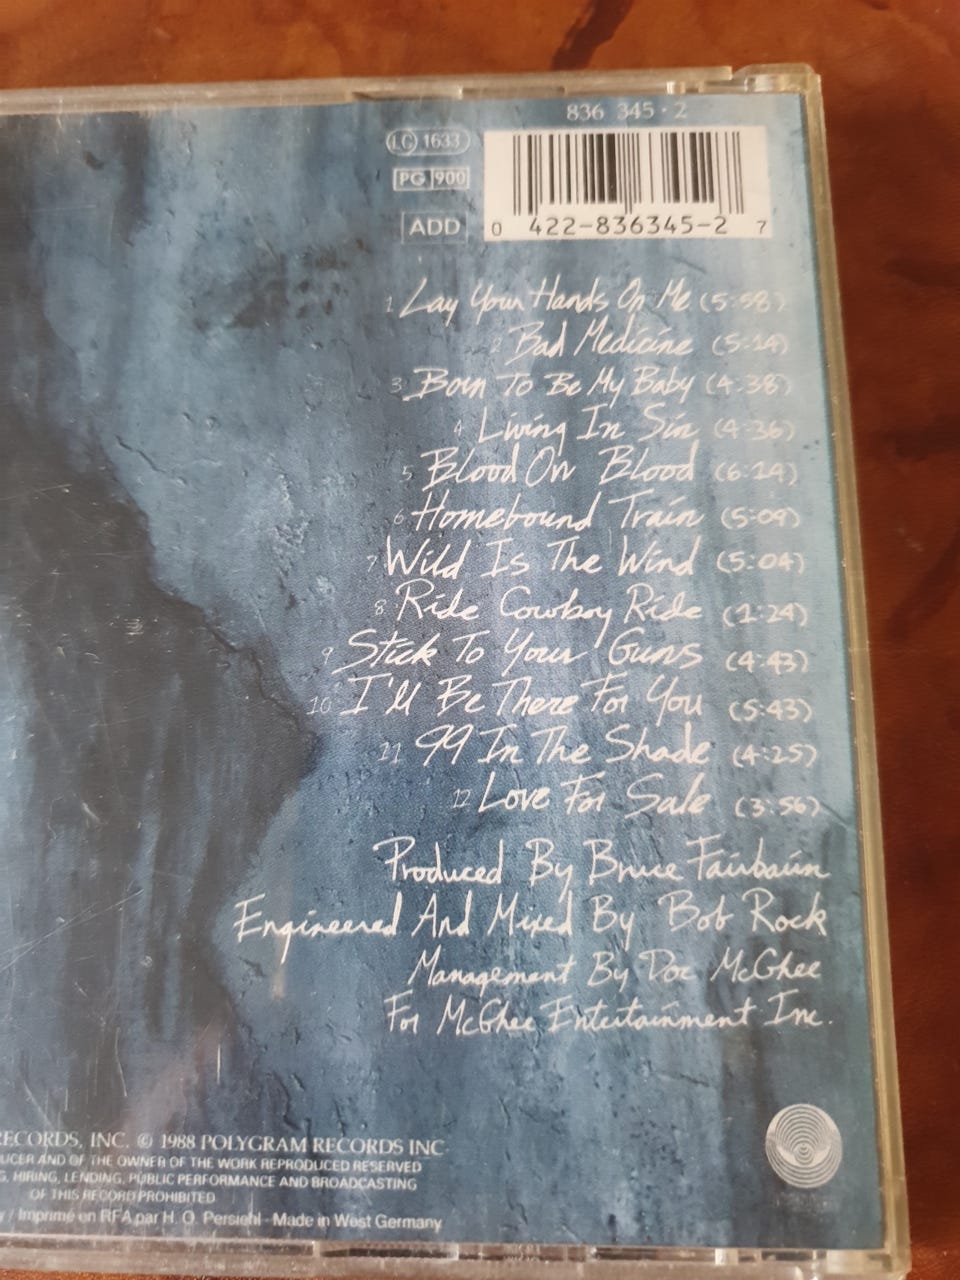 836 345-2
LC 1633
PG 900
ADD
0 422-836345-2 7
1 Lay Your Hands On Me (5:58)
2 Bad Medicine (5:14)
3 Born To Be My Baby (4:38)
4 Living In Sin (4:36)
5 Blood On Blood (6:14)
6 Homebound Train (5:09)
7 Wild Is The Wind (5:04)
8 Ride Cowboy Ride (1:24)
9 Stick To Your Guns (4:43)
10 I'll Be There For You (5:43)
11 99 In The Shade (4:25)
12 Love For Sale (3:56)
Produced By Bruce Fairbairn
Engineered And Mixed By Bob Rock
Management By Doc McGhee
For McGhee Entertainment Inc.
RECORDS, INC. © 1988 POLYGRAM RECORDS INC
UCER AND OF THE OWNER OF THE WORK REPRODUCED RESERVED
G, HIRING, LENDING, PUBLIC PERFORMANCE AND BROADCASTING
OF THIS RECORD PROHIBITED
y / Imprimé en RFA par H. O. Persiehl - Made in West Germany